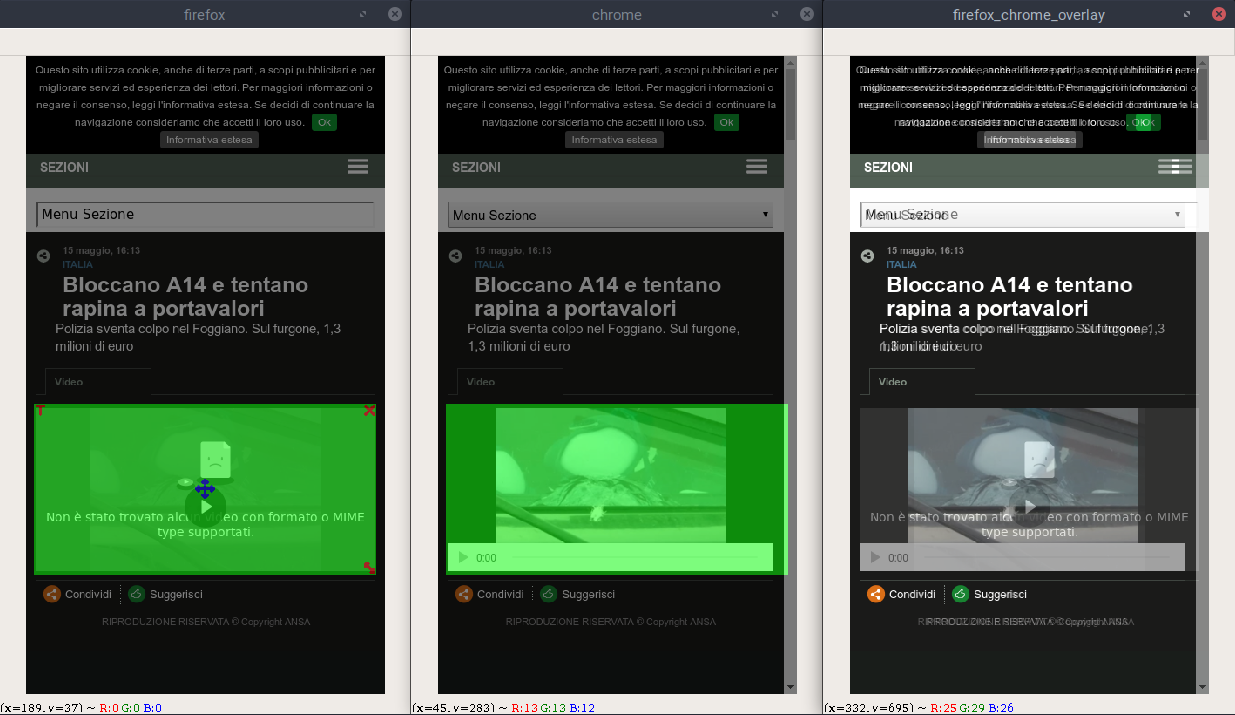 firefox
Questo sito utilizza cookie, anche di terze parti, a scopi pubblicitari e per
migliorare servizi ed esperienza dei lettori. Per maggiori informazioni o
negare il consenso, leggi l'informativa estesa. Se decidi di continuare la
navigazione consideriamo che accetti il loro uso. Ok
Informativa estesa
SEZIONI
Menu Sezione
15 maggio, 16:13
ITALIA
Bloccano A14 e tentano
rapina a portavalori
Polizia sventa colpo nel Foggiano. Sul furgone, 1,3
milioni di euro
Video
T
Non è stato trovato alcun video con formato o MIME
type supportati.
Condividi Suggerisci
RIPRODUZIONE RISERVATA © Copyright ANSA
(x=189, y=37) ~ R:0 G:0 B:0
chrome
Questo sito utilizza cookie, anche di terze parti, a scopi pubblicitari e per
migliorare servizi ed esperienza dei lettori. Per maggiori informazioni o
negare il consenso, leggi l'informativa estesa. Se decidi di continuare la
navigazione consideriamo che accetti il loro uso. Ok
Informativa estesa
SEZIONI
Menu Sezione
15 maggio, 16:13
ITALIA
Bloccano A14 e tentano
rapina a portavalori
Polizia sventa colpo nel Foggiano. Sul furgone,
1,3 milioni di euro
Video
0:00
Condividi Suggerisci
RIPRODUZIONE RISERVATA © Copyright ANSA
(x=45, y=283) ~ R:13 G:13 B:12
firefox_chrome_overlay
SEZIONI
Menu Sezione
15 maggio, 16:13
ITALIA
Bloccano A14 e tentano
rapina a portavalori
Polizia sventa
Video
Non è stato trovato alcun video con formato o MIME
type supportati.
0:00
Condividi Suggerisci
(x=332, y=695) ~ R:25 G:29 B:26